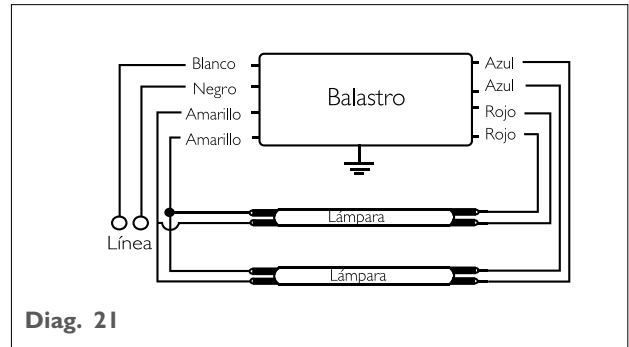 Blanco
Negro
Amarillo
Amarillo
Balastro
Azul
Azul
Rojo
Rojo
Línea
Lámpara
Lámpara
Diag. 21